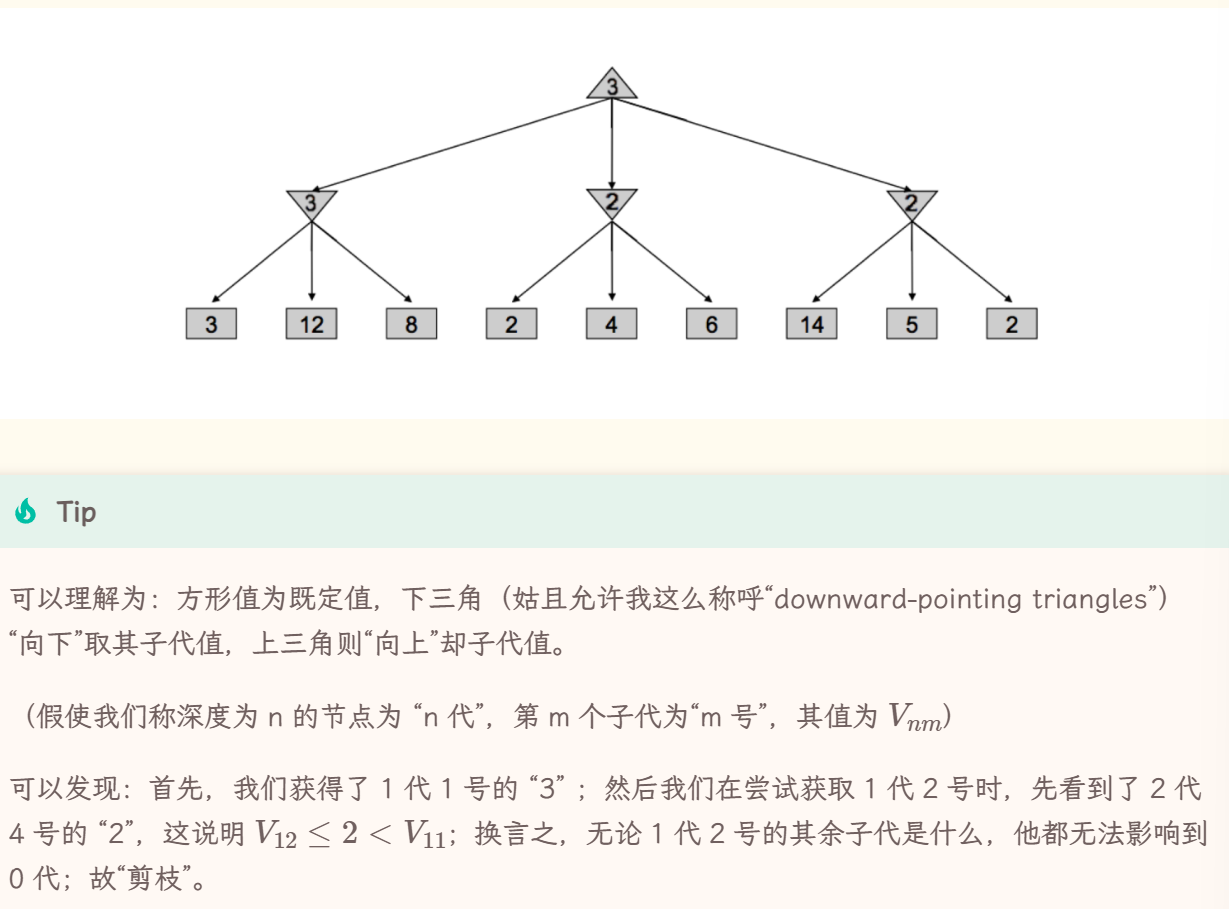 3
3 2 2
3 12 8 2 4 6 14 5 2
Tip
可以理解为：方形值为既定值，下三角（姑且允许我这么称呼“downward-pointing triangles”）
“向下”取其子代值，上三角则“向上”却子代值。
（假使我们称深度为 n 的节点为 “n 代”，第 m 个子代为“m 号”，其值为 Vₙₘ）
可以发现：首先，我们获得了 1 代 1 号的 “3” ；然后我们在尝试获取 1 代 2 号时，先看到了 2 代
4 号的 “2”，这说明 V₁₂ ≤ 2 < V₁₁；换言之，无论 1 代 2 号的其余子代是什么，他都无法影响到
0 代；故“剪枝”。